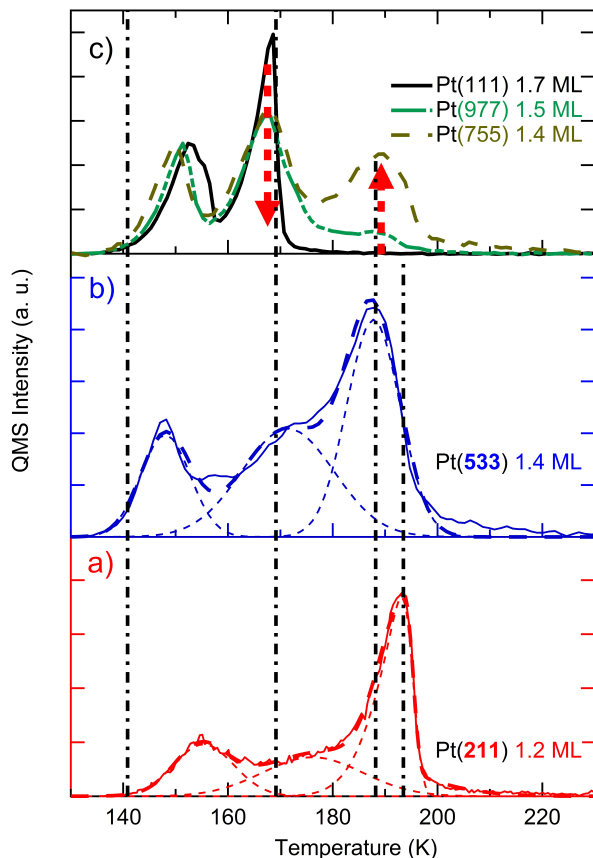 c)
Pt(111) 1.7 ML
Pt(977) 1.5 ML
Pt(755) 1.4 ML
b)
QMS Intensity (a. u.)
Pt(533) 1.4 ML
a)
Pt(211) 1.2 ML
140 160 180 200 220
Temperature (K)